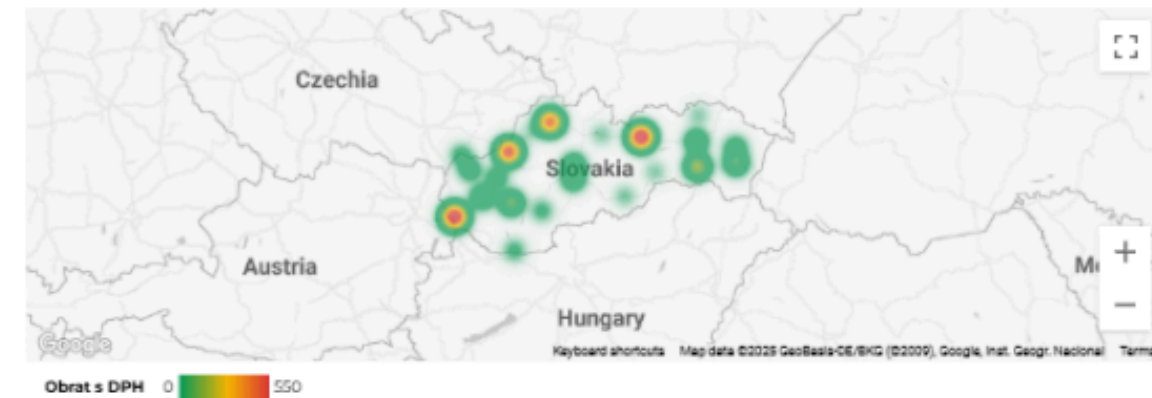 Czechia
Slovakia
Austria
Hungary
Google
Keyboard shortcuts Map data ©2025 GeoBasis-DE/BKG (©2009), Google, Inst. Geogr. Nacional Terms
Obrat s DPH 0 550